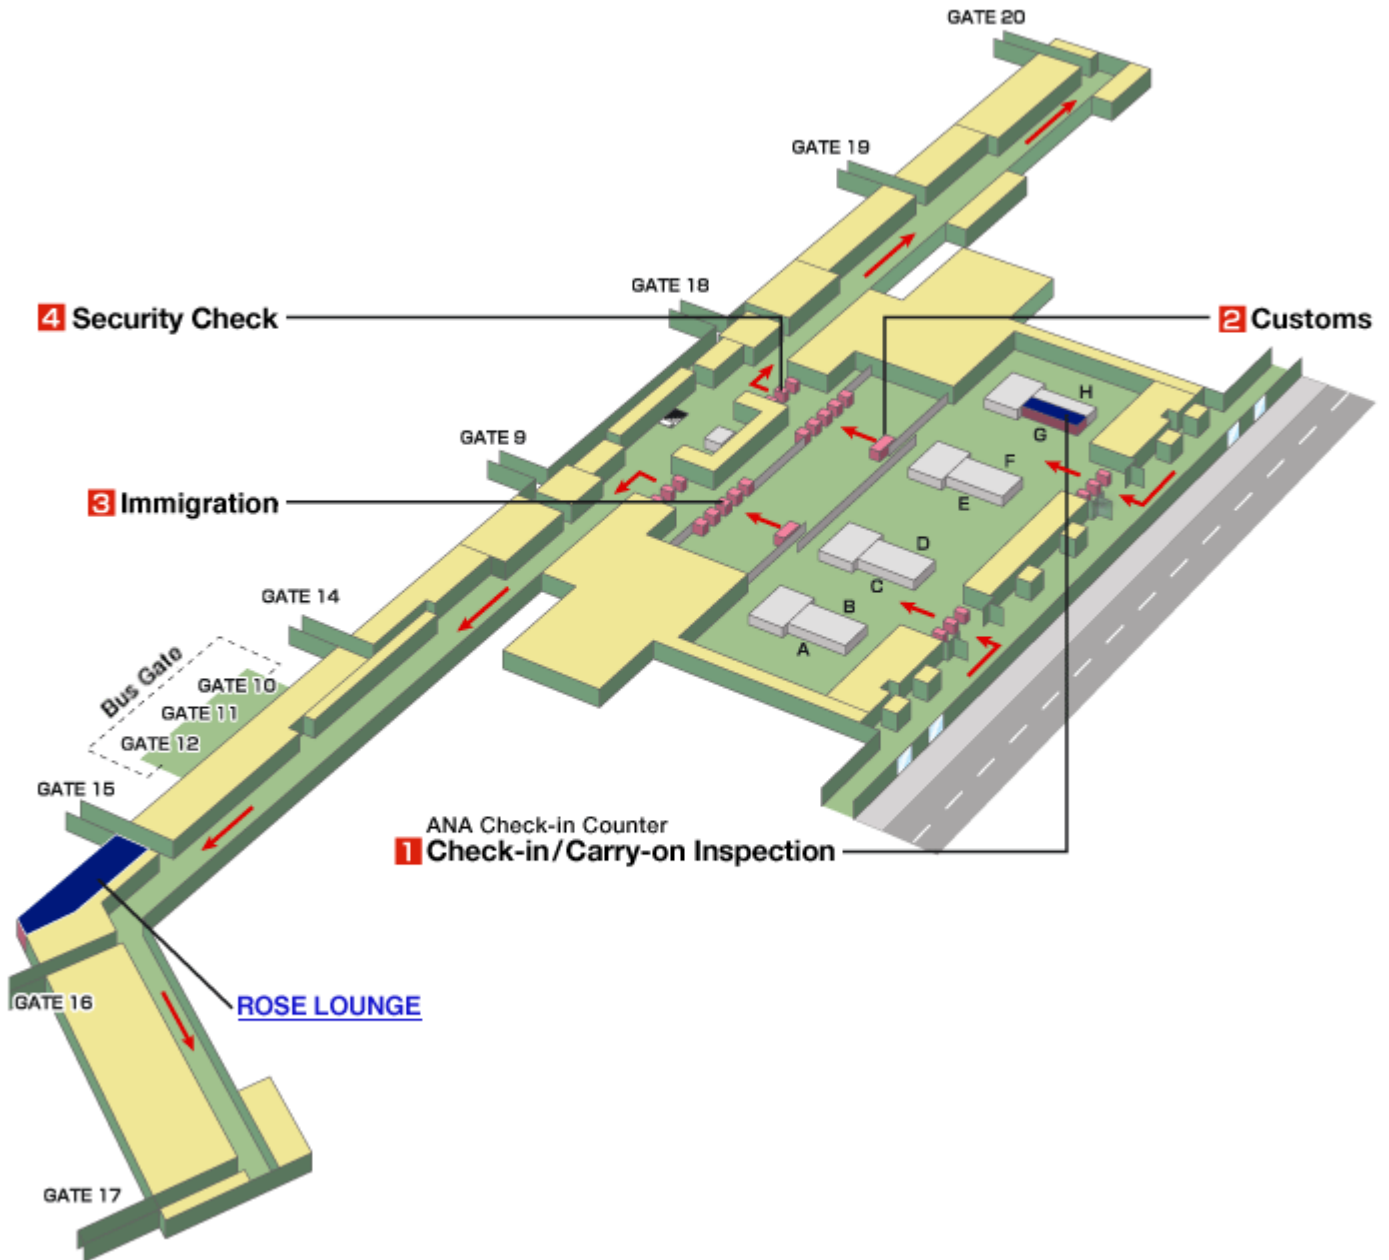 GATE 20
GATE 19
GATE 18
4 Security Check
2 Customs
H
G
GATE 9
F
E
3 Immigration
D
C
GATE 14
B
A
Bus Gate
GATE 10
GATE 11
GATE 12
GATE 15
ANA Check-in Counter
1 Check-in/Carry-on Inspection
GATE 16
ROSE LOUNGE
GATE 17